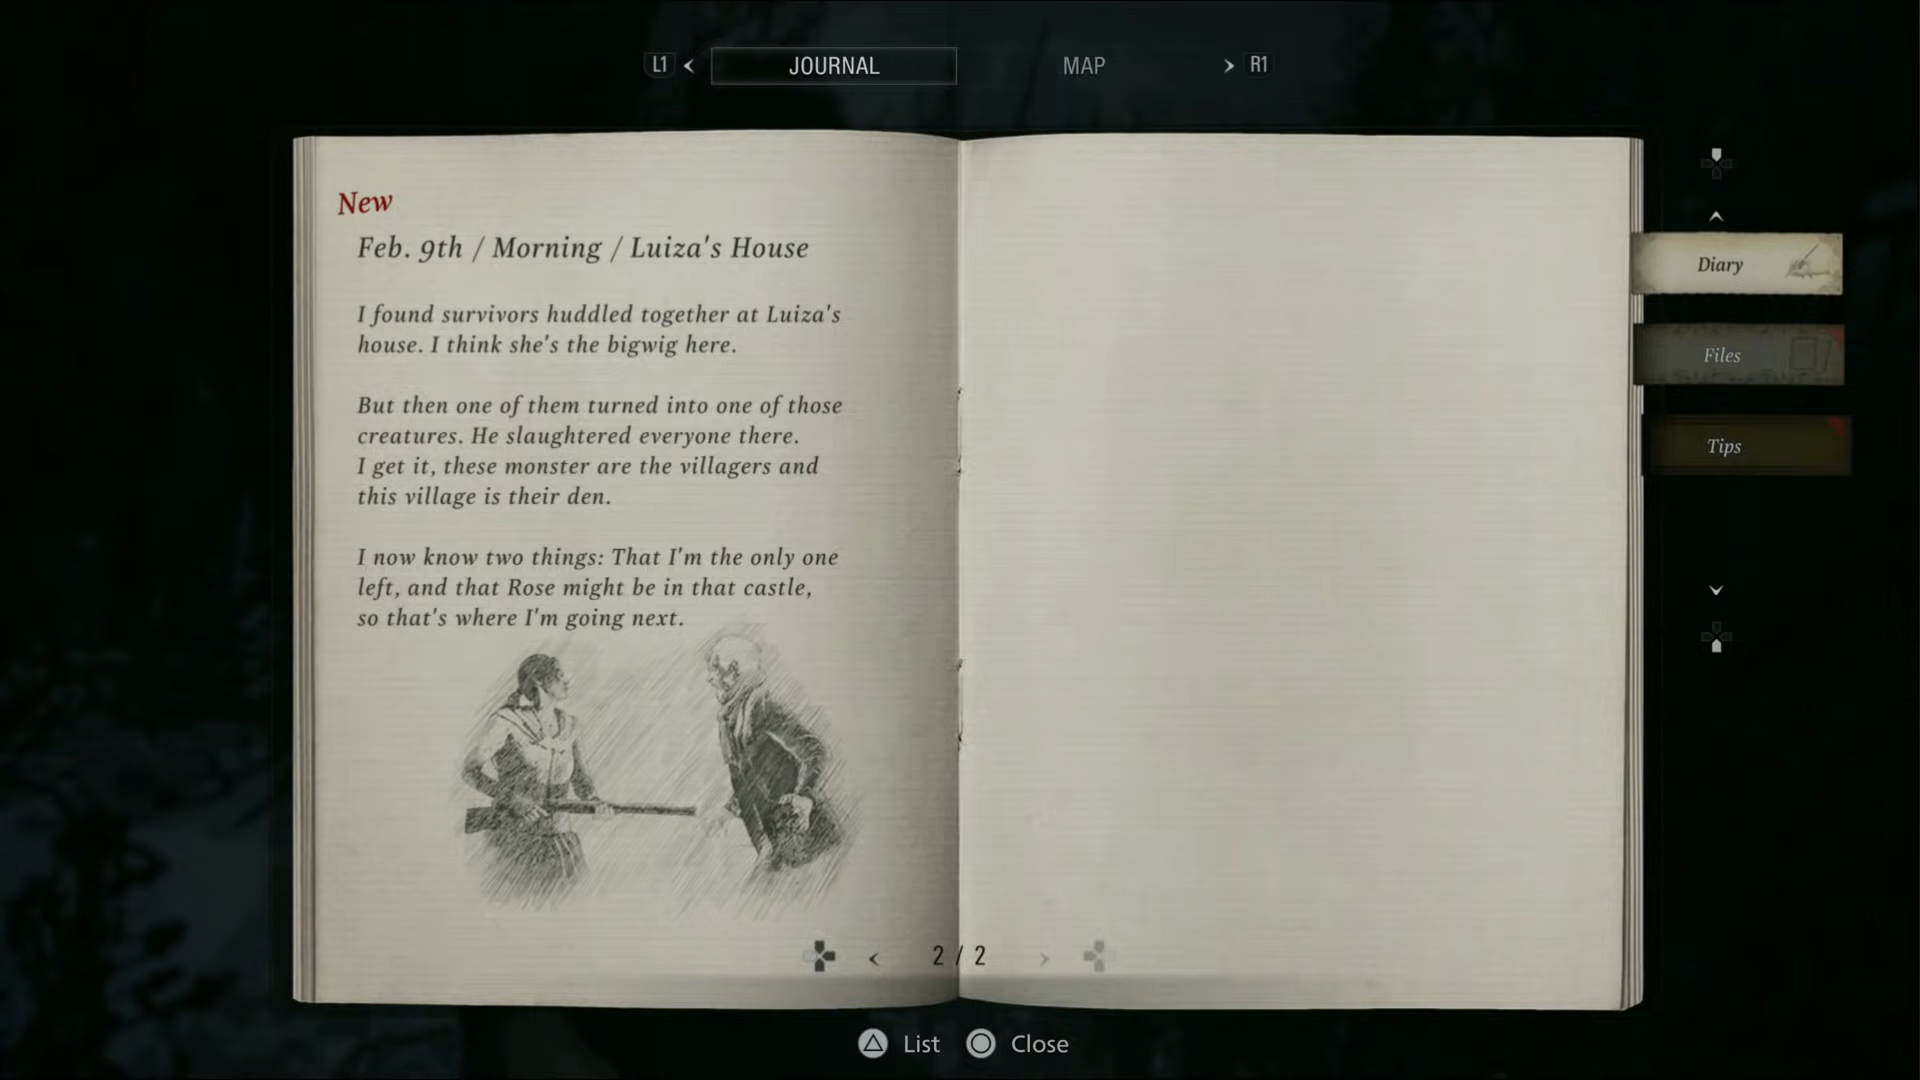 L1 JOURNAL MAP R1
New
Feb. 9th / Morning / Luiza's House
I found survivors huddled together at Luiza's
house. I think she's the bigwig here.
But then one of them turned into one of those
creatures. He slaughtered everyone there.
I get it, these monster are the villagers and
this village is their den.
I now know two things: That I'm the only one
left, and that Rose might be in that castle,
so that's where I'm going next.
2 / 2
Diary
Files
Tips
List Close